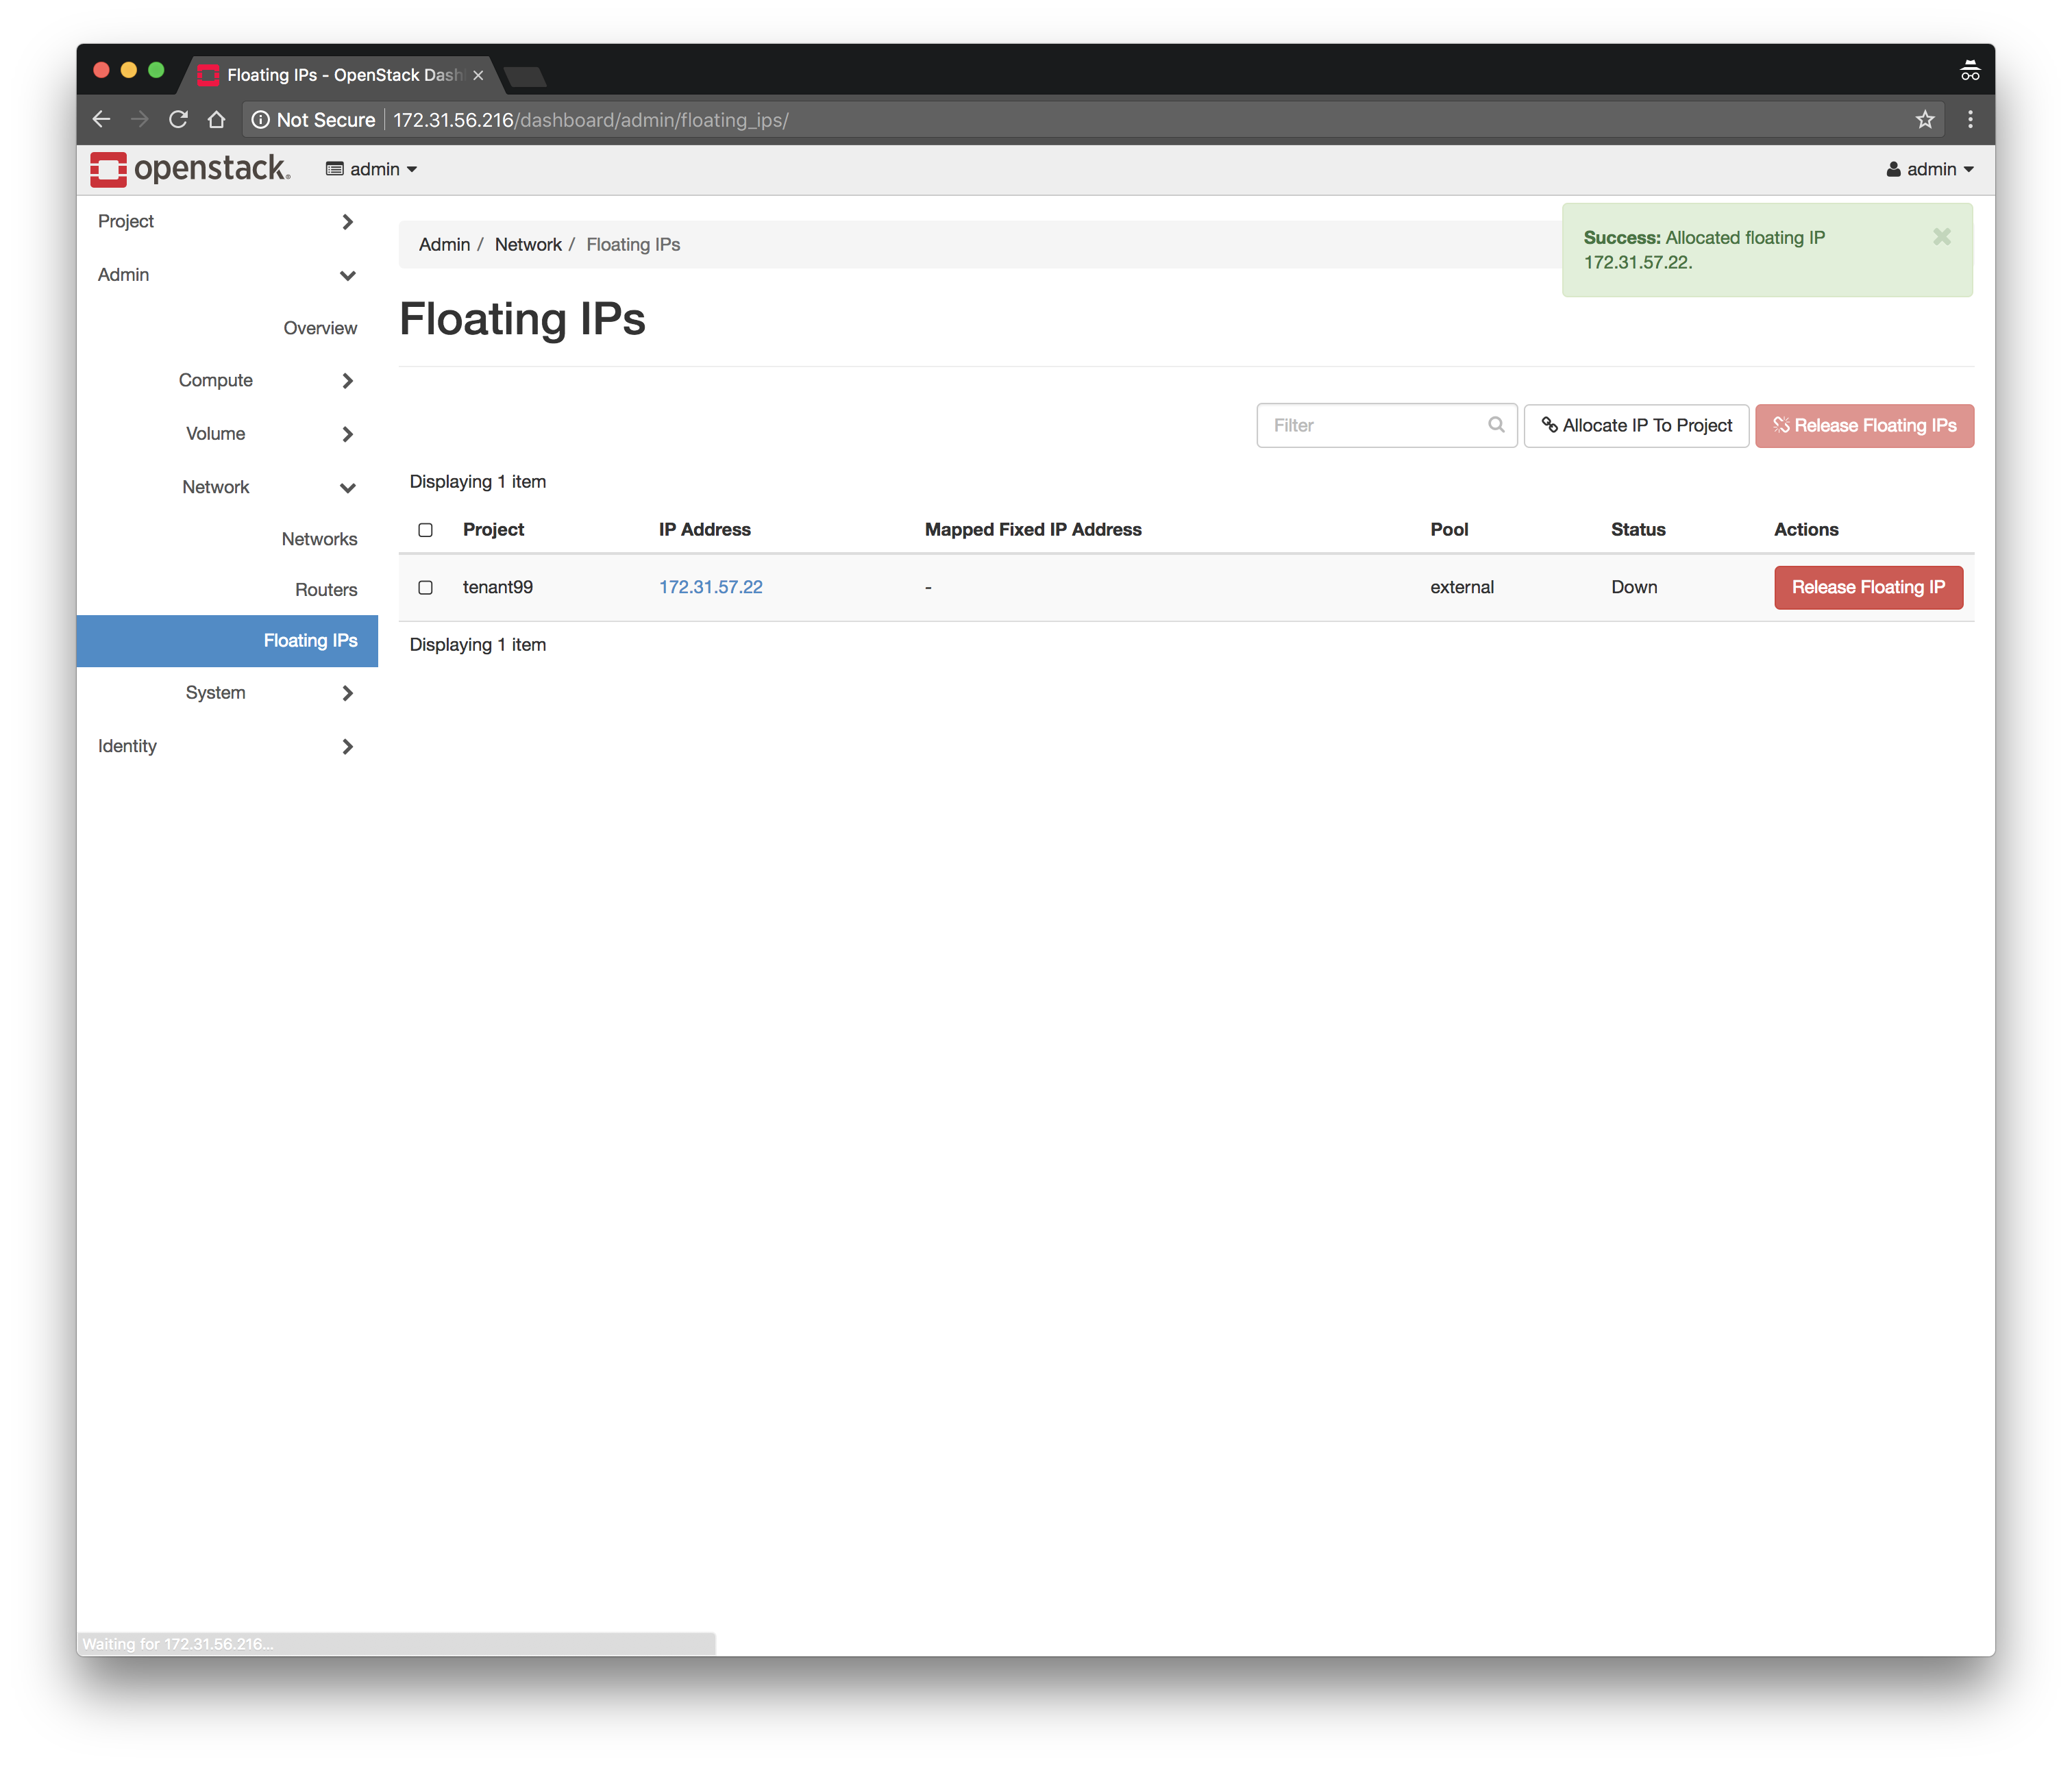 Floating IPs - OpenStack Dash
Not Secure 172.31.56.216/dashboard/admin/floating_ips/
openstack. admin admin
Project
Admin
Overview
Compute
Volume
Network
Networks
Routers
Floating IPs
System
Identity
Admin / Network / Floating IPs
Success: Allocated floating IP
172.31.57.22.
Floating IPs
Filter Allocate IP To Project Release Floating IPs
Displaying 1 item
Project IP Address Mapped Fixed IP Address Pool Status Actions
tenant99 172.31.57.22 - external Down Release Floating IP
Displaying 1 item
Waiting for 172.31.56.216...